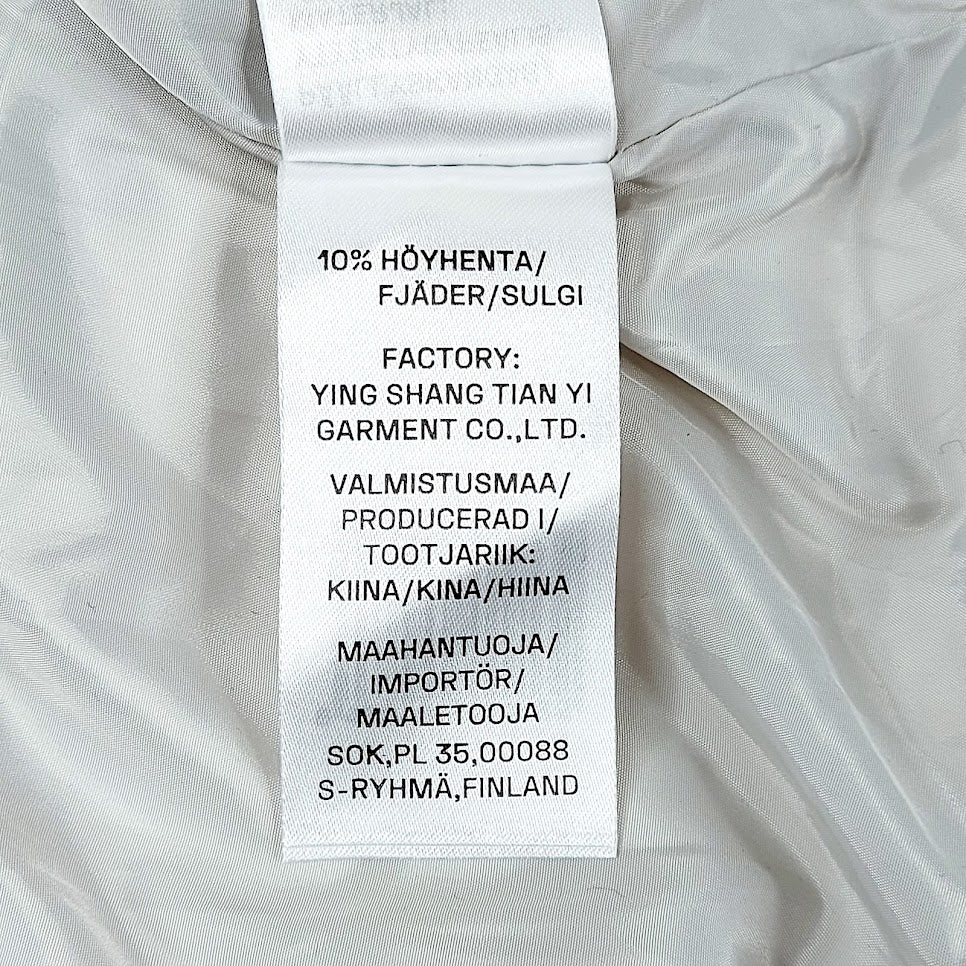 10% HÖYHENTA/
FJÄDER/SULGI
FACTORY:
YING SHANG TIAN YI
GARMENT CO.,LTD.
VALMISTUSMAA/
PRODUCERAD I/
TOOTJARIIK:
KIINA/KINA/HIINA
MAAHANTUOJA/
IMPORTÖR/
MAALETOOJA
SOK,PL 35,00088
S-RYHMÄ,FINLAND